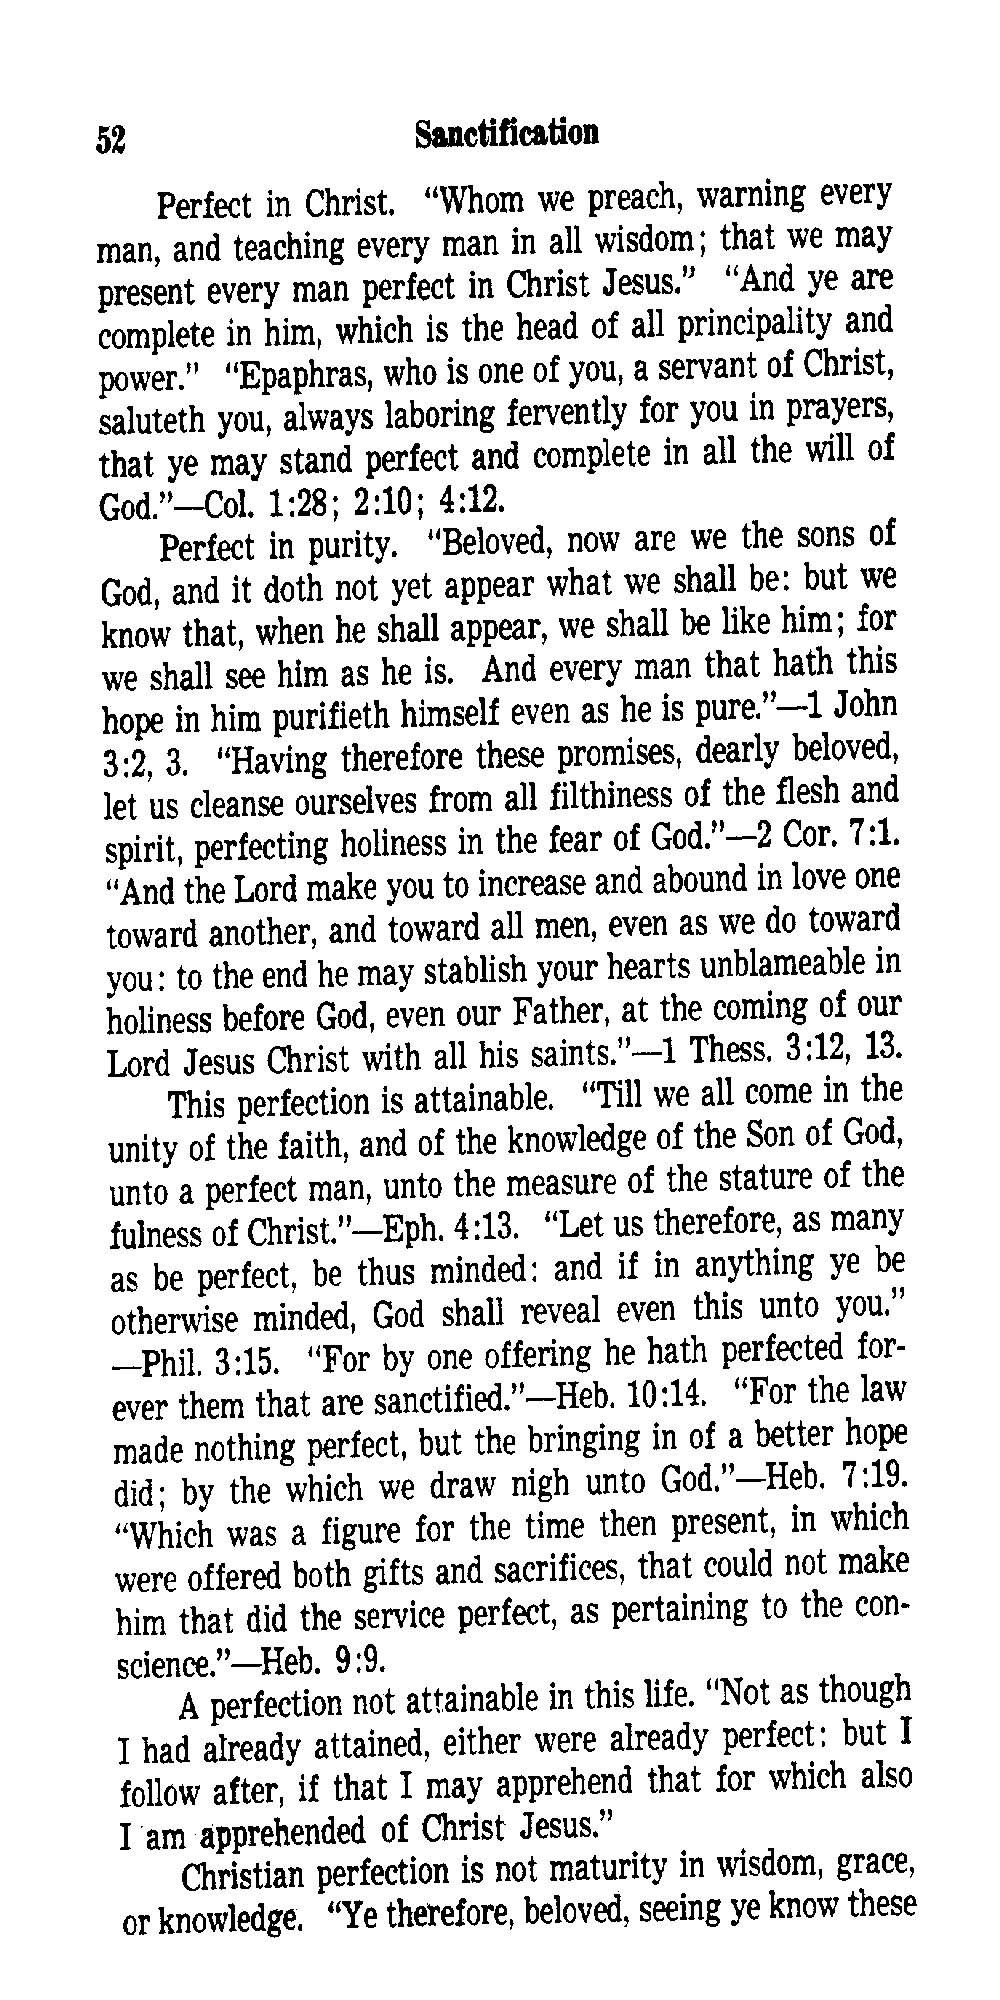 52 Sanctification
Perfect in Christ. “Whom we preach, warning every
man, and teaching every man in all wisdom; that we may
present every man perfect in Christ Jesus.” “And ye are
complete in him, which is the head of all principality and
power.” “Epaphras, who is one of you, a servant of Christ,
saluteth you, always laboring fervently for you in prayers,
that ye may stand perfect and complete in all the will of
God.”—Col. 1:28; 2:10; 4:12.
Perfect in purity. “Beloved, now are we the sons of
God, and it doth not yet appear what we shall be: but we
know that, when he shall appear, we shall be like him; for
we shall see him as he is. And every man that hath this
hope in him purifieth himself even as he is pure.”—1 John
3:2, 3. “Having therefore these promises, dearly beloved,
let us cleanse ourselves from all filthiness of the flesh and
spirit, perfecting holiness in the fear of God.”—2 Cor. 7:1.
“And the Lord make you to increase and abound in love one
toward another, and toward all men, even as we do toward
you: to the end he may stablish your hearts unblameable in
holiness before God, even our Father, at the coming of our
Lord Jesus Christ with all his saints.”—1 Thess. 3:12, 13.
This perfection is attainable. “Till we all come in the
unity of the faith, and of the knowledge of the Son of God,
unto a perfect man, unto the measure of the stature of the
fulness of Christ.”—Eph. 4:13. “Let us therefore, as many
as be perfect, be thus minded: and if in anything ye be
otherwise minded, God shall reveal even this unto you.”
—Phil. 3:15. “For by one offering he hath perfected for-
ever them that are sanctified.”—Heb. 10:14. “For the law
made nothing perfect, but the bringing in of a better hope
did; by the which we draw nigh unto God.”—Heb. 7:19.
“Which was a figure for the time then present, in which
were offered both gifts and sacrifices, that could not make
him that did the service perfect, as pertaining to the con-
science.”—Heb. 9:9.
A perfection not attainable in this life. “Not as though
I had already attained, either were already perfect: but I
follow after, if that I may apprehend that for which also
I am apprehended of Christ Jesus.”
Christian perfection is not maturity in wisdom, grace,
or knowledge. “Ye therefore, beloved, seeing ye know these